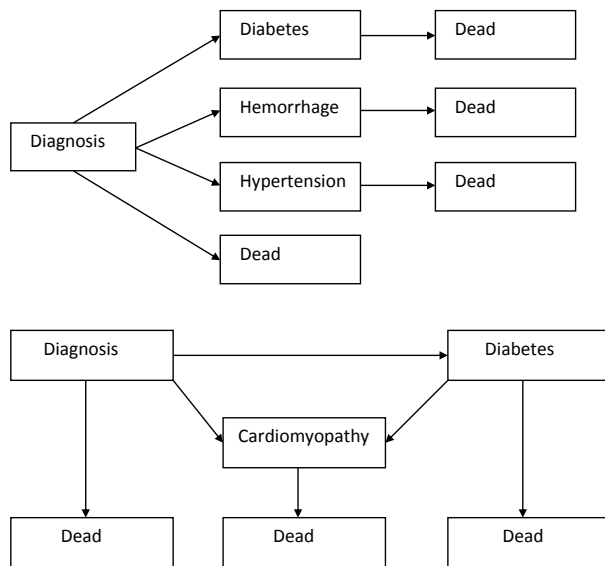 Diabetes
Dead
Hemorrhage
Dead
Diagnosis
Hypertension
Dead
Dead
Diagnosis
Diabetes
Cardiomyopathy
Dead
Dead
Dead